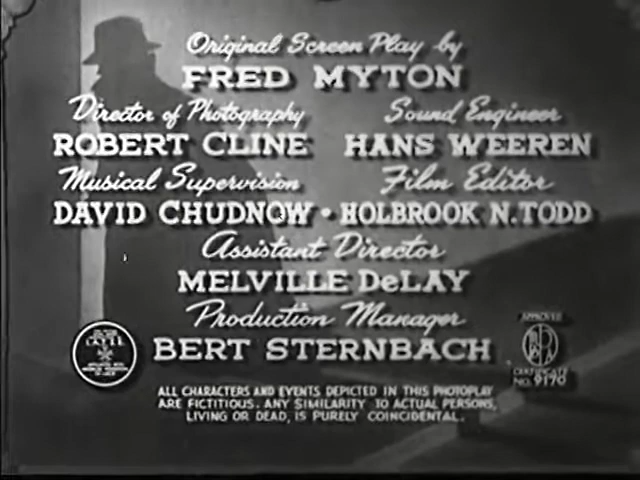 Original Screen Play by
FRED MYTON
Director of Photography
ROBERT CLINE
Sound Engineer
HANS WEEREN
Musical Supervision
DAVID CHUDNOW •
Film Editor
HOLBROOK N. TODD
Assistant Director
MELVILLE DeLAY
Production Manager
BERT STERNBACH
I.A.T.S.E.
APPROVED
CERTIFICATE
NO. 9170
ALL CHARACTERS AND EVENTS DEPICTED IN THIS PHOTOPLAY
ARE FICTITIOUS. ANY SIMILARITY TO ACTUAL PERSONS,
LIVING OR DEAD, IS PURELY COINCIDENTAL.